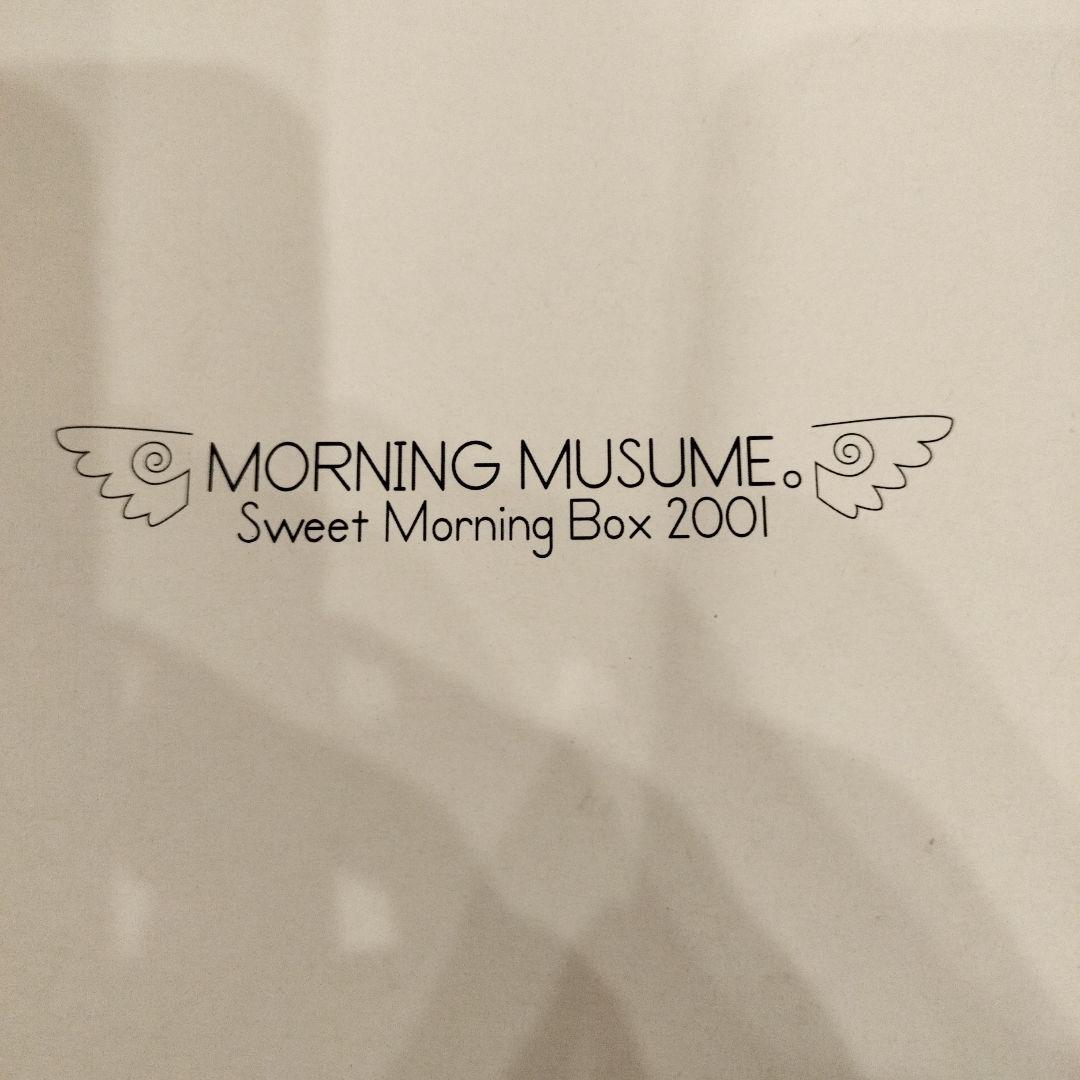 MORNING MUSUME。
Sweet Morning Box 2001